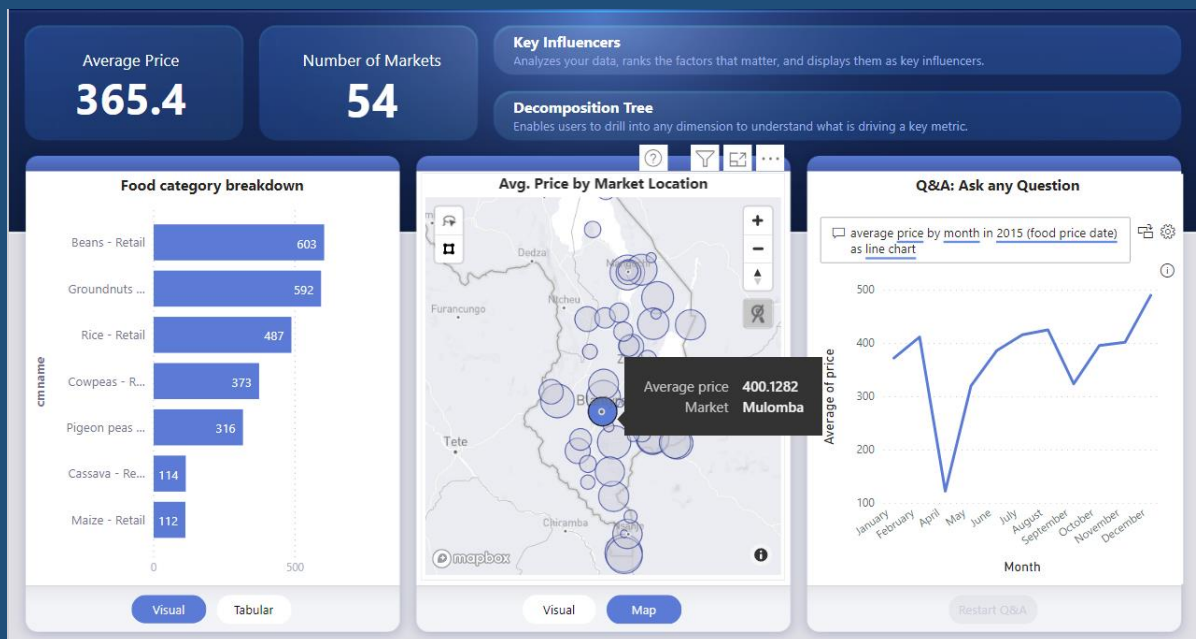 Average Price
365.4
Number of Markets
54
Key Influencers
Analyzes your data, ranks the factors that matter, and displays them as key influencers.
Decomposition Tree
Enables users to drill into any dimension to understand what is driving a key metric.
Food category breakdown
cmname
Beans - Retail
603
Groundnuts ...
592
Rice - Retail
487
Cowpeas - R...
373
Pigeon peas ...
316
Cassava - Re...
114
Maize - Retail
112
0
500
Visual
Tabular
?
...
Avg. Price by Market Location
+
−
Dedza
Furancungo
Ntcheu
Average price 400.1282
Market Mulomba
Tete
Chiramba
mapbox
Visual
Map
Q&A: Ask any Question
average price by month in 2015 (food price date)
as line chart
Average of price
500
400
300
200
100
January
February
April
May
June
July
August
September
October
November
December
Month
Restart Q&A